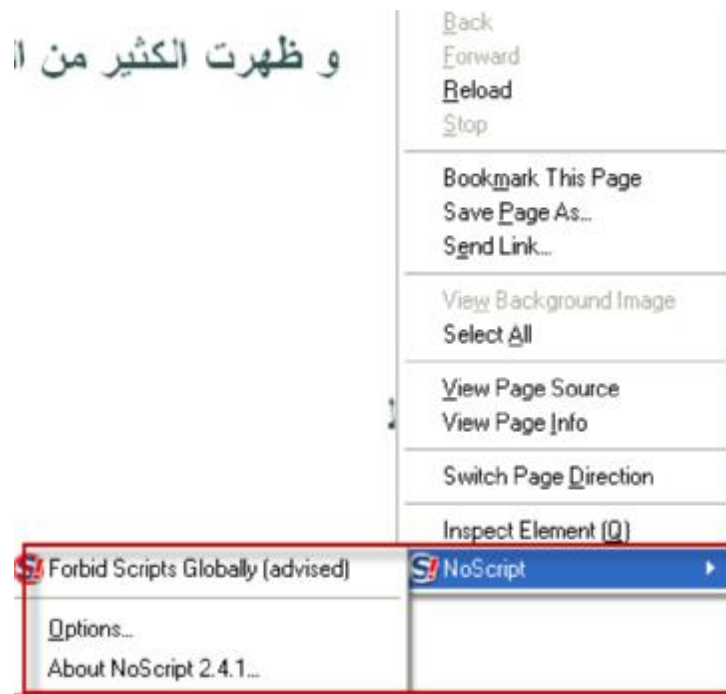 و ظهرت الكثير من
Back
Forward
Reload
Stop
Bookmark This Page
Save Page As...
Send Link...
View Background Image
Select All
View Page Source
View Page Info
Switch Page Direction
Inspect Element (Q)
NoScript
Forbid Scripts Globally (advised)
Options...
About NoScript 2.4.1...